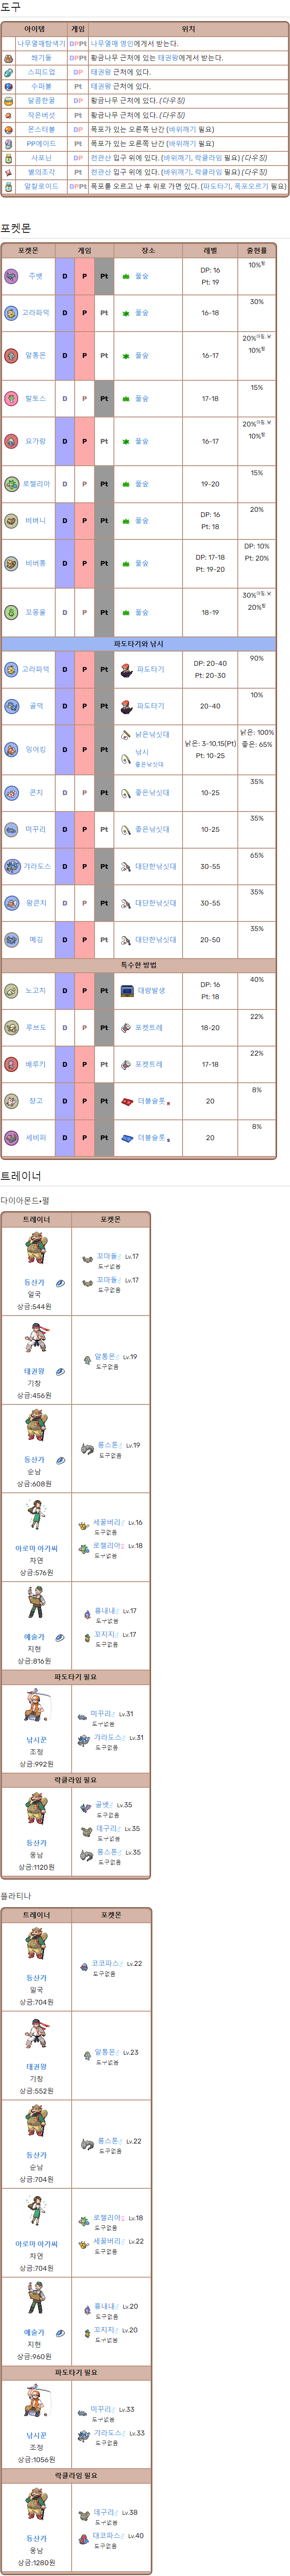 도구
아이템 게임 위치
나무열매탐색기 DPPt 나무열매 명인에게서 받는다.
쾌기돌 DPPt 황금나무 근처에 있는 태권왕에게서 받는다.
스피드업 DP 태권왕 근처에 있다.
수퍼볼 Pt 태권왕 근처에 있다.
달콤한꿀 DP 황금나무 근처에 있다. (다우징)
작은버섯 Pt 황금나무 근처에 있다. (다우징)
몬스터볼 DP 폭포가 있는 오른쪽 난간 (바위깨기 필요)
PP에이드 Pt 폭포가 있는 오른쪽 난간 (바위깨기 필요)
사포닌 DP 천관산 입구 위에 있다. (바위깨기, 락클라임 필요) (다우징)
별의조각 Pt 천관산 입구 위에 있다. (바위깨기, 락클라임 필요) (다우징)
알칼로이드 DPPt 폭포를 오르고 난 후 위로 가면 있다. (파도타기, 폭포오르기 필요)
포켓몬
포켓몬 게임 장소 레벨 출현률
주뱃 D P Pt 풀숲 DP: 16 10%밤
Pt: 19
고라파덕 D P Pt 풀숲 16-18 30%
알통몬 D P Pt 풀숲 16-17 20%아침, 낮
10%밤
랄토스 D P Pt 풀숲 17-18 15%
요가랑 D P Pt 풀숲 16-17 20%아침, 낮
10%밤
로젤리아 D P Pt 풀숲 19-20 15%
비버니 D P Pt 풀숲 DP: 16 20%
Pt: 18
비버통 D P Pt 풀숲 DP: 17-18 DP: 10%
Pt: 19-20 Pt: 20%
꼬몽울 D P Pt 풀숲 18-19 30%아침, 낮
20%밤
파도타기와 낚시
고라파덕 D P Pt 파도타기 DP: 20-40 90%
Pt: 20-30
골덕 D P Pt 파도타기 20-40 10%
잉어킹 D P Pt 낡은낚싯대 낡은: 3-10,15(Pt) 낡은: 100%
낚시 Pt: 10-25 좋은: 65%
좋은낚싯대
콘치 D P Pt 좋은낚싯대 10-25 35%
미꾸리 D P Pt 좋은낚싯대 10-25 35%
갸라도스 D P Pt 대단한낚싯대 30-55 65%
왕콘치 D P Pt 대단한낚싯대 30-55 35%
메깅 D P Pt 대단한낚싯대 20-50 35%
특수한 방법
노고치 D P Pt 대량발생 DP: 16 40%
Pt: 18
루브도 D P Pt 포켓트레 18-20 22%
배루키 D P Pt 포켓트레 17-18 22%
쟝고 D P Pt 더블슬롯 20 8%
세비퍼 D P Pt 더블슬롯 20 8%
트레이너
다이아몬드•펄
트레이너 포켓몬
등산가 꼬마돌♂ Lv.17
일국 도구없음
상금:544원 꼬마돌♂ Lv.17
도구없음
태권왕 알통몬♂ Lv.19
기창 도구없음
상금:456원
등산가 롱스톤♂ Lv.19
순남 도구없음
상금:608원
아로마 아가씨 세꿀버리♂ Lv.16
자연 도구없음
상금:576원 로젤리아♀ Lv.18
도구없음
예술가 흉내내♂ Lv.17
지현 도구없음
상금:816원 꼬지지♂ Lv.17
도구없음
파도타기 필요
낚시꾼 미꾸리♂ Lv.31
조정 도구없음
상금:992원 갸라도스♂ Lv.31
도구없음
락클라임 필요
등산가 골뱃♂ Lv.35
웅남 도구없음
상금:1120원 데구리♂ Lv.35
도구없음
롱스톤♂ Lv.35
도구없음
플라티나
트레이너 포켓몬
등산가 코코파스♂ Lv.22
일국 도구없음
상금:704원
태권왕 알통몬♂ Lv.23
기창 도구없음
상금:552원
등산가 롱스톤♂ Lv.22
순남 도구없음
상금:704원
아로마 아가씨 로젤리아♀ Lv.18
자연 도구없음
상금:704원 세꿀버리♂ Lv.22
도구없음
예술가 흉내내♂ Lv.20
지현 도구없음
상금:960원 꼬지지♂ Lv.20
도구없음
파도타기 필요
낚시꾼 미꾸리♂ Lv.33
조정 도구없음
상금:1056원 갸라도스♂ Lv.33
도구없음
락클라임 필요
등산가 데구리♂ Lv.38
웅남 도구없음
상금:1280원 대코파스♂ Lv.40
도구없음